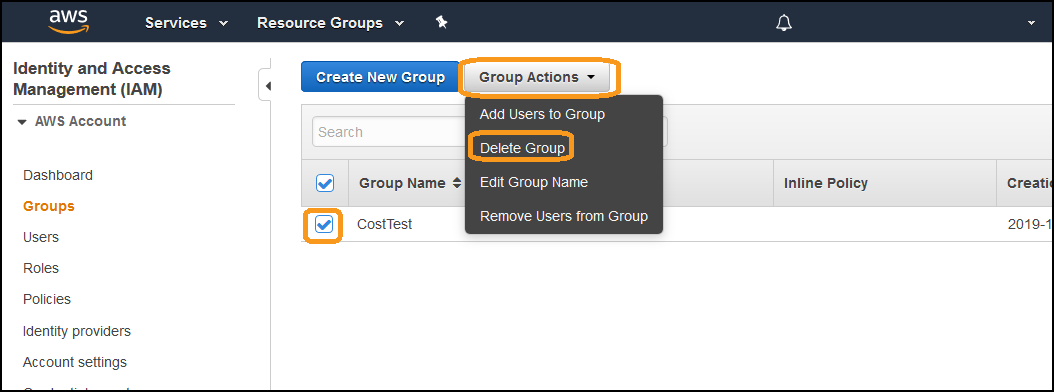 aws Services Resource Groups
Identity and Access
Management (IAM)
AWS Account
Dashboard
Groups
Users
Roles
Policies
Identity providers
Account settings
Create New Group Group Actions
Add Users to Group
Search
Delete Group
Edit Group Name
Remove Users from Group
Group Name Inline Policy
CostTest 2019-1